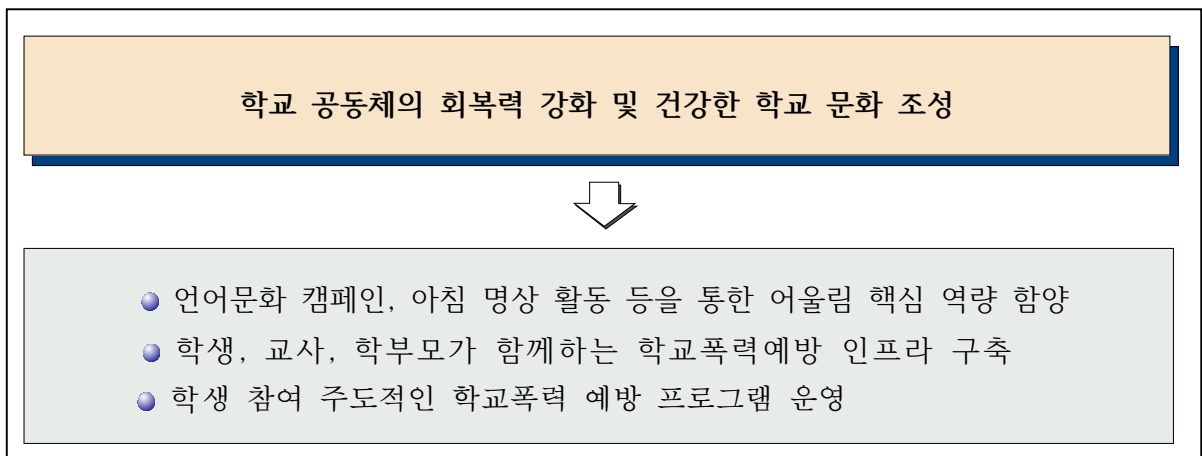 학교 공동체의 회복력 강화 및 건강한 학교 문화 조성
언어문화 캠페인, 아침 명상 활동 등을 통한 어울림 핵심 역량 함양
학생, 교사, 학부모가 함께하는 학교폭력예방 인프라 구축
학생 참여 주도적인 학교폭력 예방 프로그램 운영